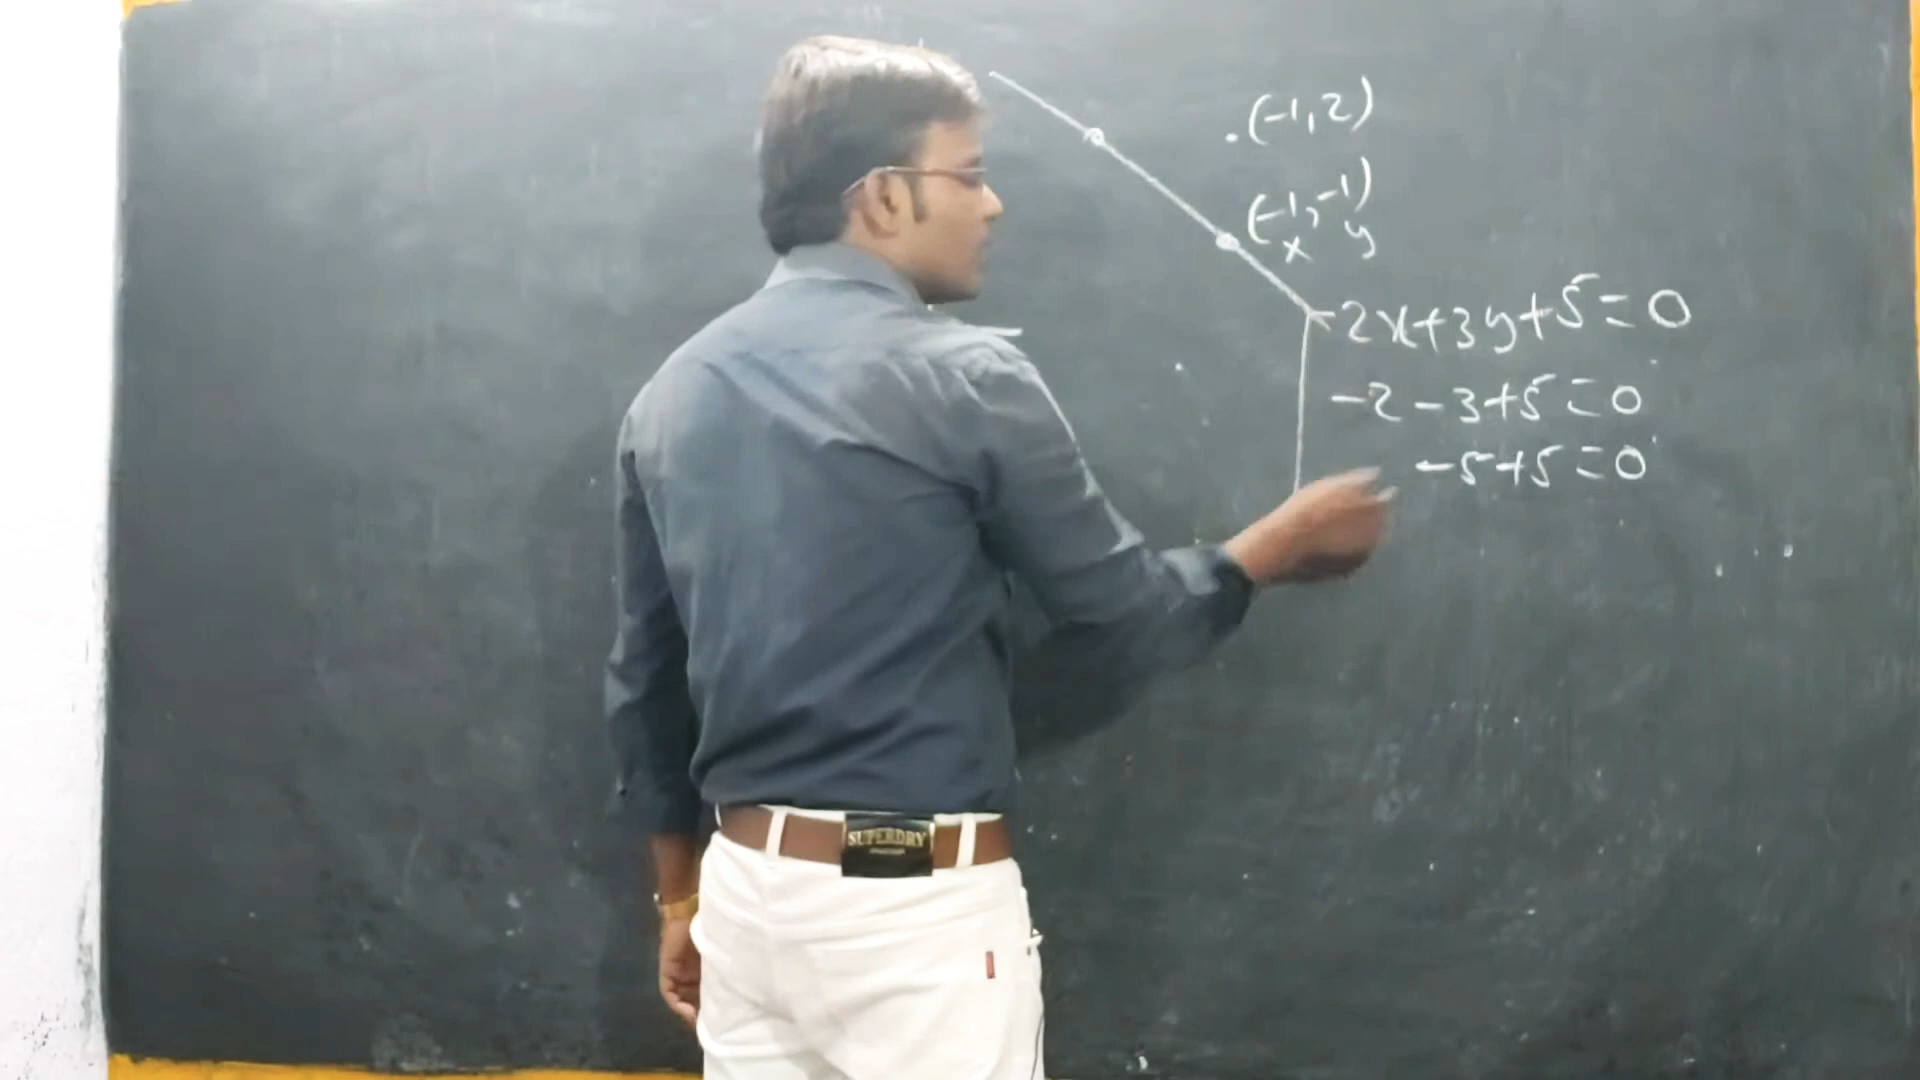 (-1, 2)
(-1, -1)
x y
2x+3y+5=0
-2-3+5=0
-5+5=0
SUPERDRY